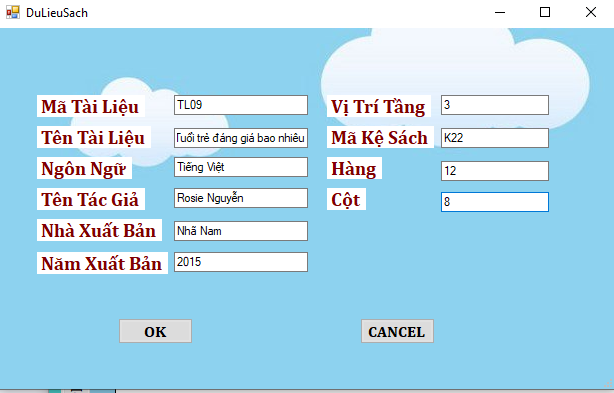 DuLieuSach
Mã Tài Liệu TL09
Tên Tài Liệu Tuổi trẻ đáng giá bao nhiêu
Ngôn Ngữ Tiếng Việt
Tên Tác Giả Rosie Nguyễn
Nhà Xuất Bản Nhã Nam
Năm Xuất Bản 2015
Vị Trí Tầng 3
Mã Kệ Sách K22
Hàng 12
Cột 8
OK
CANCEL